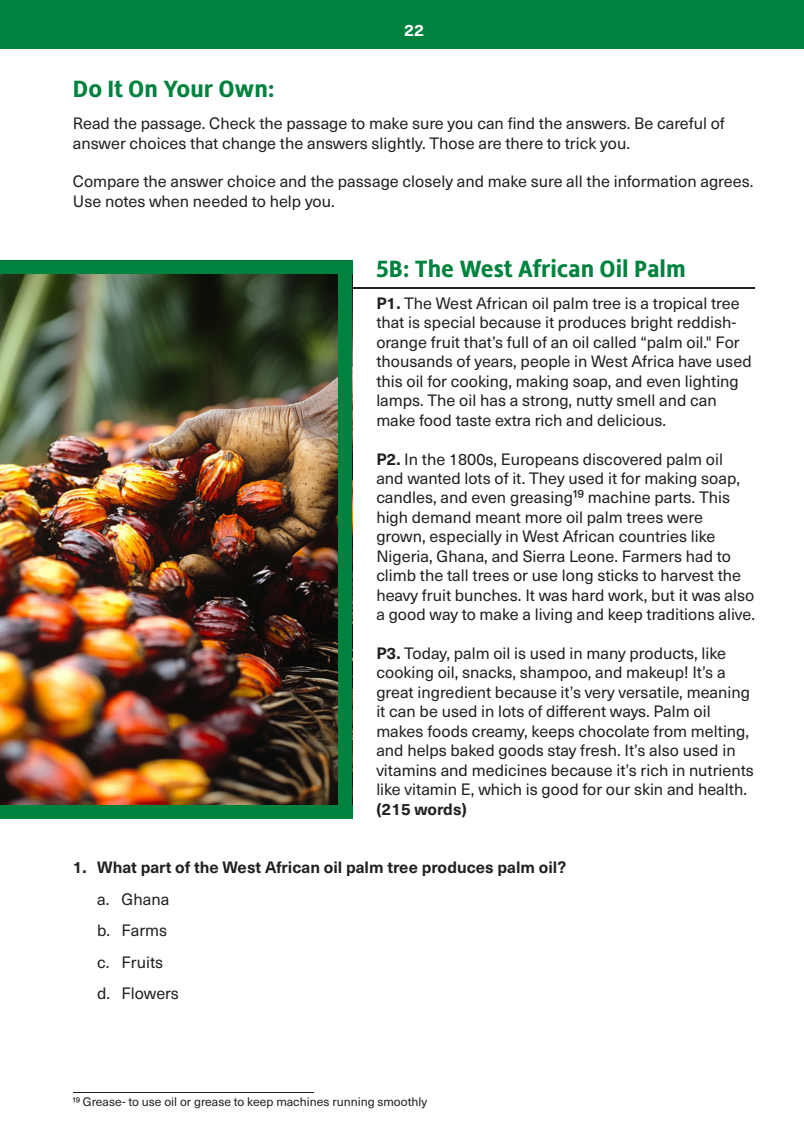 22
Do It On Your Own:
Read the passage. Check the passage to make sure you can find the answers. Be careful of
answer choices that change the answers slightly. Those are there to trick you.
Compare the answer choice and the passage closely and make sure all the information agrees.
Use notes when needed to help you.
5B: The West African Oil Palm
P1. The West African oil palm tree is a tropical tree
that is special because it produces bright reddish-
orange fruit that’s full of an oil called “palm oil." For
thousands of years, people in West Africa have used
this oil for cooking, making soap, and even lighting
lamps. The oil has a strong, nutty smell and can
make food taste extra rich and delicious.
P2. In the 1800s, Europeans discovered palm oil
and wanted lots of it. They used it for making soap,
candles, and even greasing¹⁹ machine parts. This
high demand meant more oil palm trees were
grown, especially in West African countries like
Nigeria, Ghana, and Sierra Leone. Farmers had to
climb the tall trees or use long sticks to harvest the
heavy fruit bunches. It was hard work, but it was also
a good way to make a living and keep traditions alive.
P3. Today, palm oil is used in many products, like
cooking oil, snacks, shampoo, and makeup! It’s a
great ingredient because it’s very versatile, meaning
it can be used in lots of different ways. Palm oil
makes foods creamy, keeps chocolate from melting,
and helps baked goods stay fresh. It’s also used in
vitamins and medicines because it’s rich in nutrients
like vitamin E, which is good for our skin and health.
(215 words)
1. What part of the West African oil palm tree produces palm oil?
a. Ghana
b. Farms
c. Fruits
d. Flowers
¹⁹ Grease- to use oil or grease to keep machines running smoothly